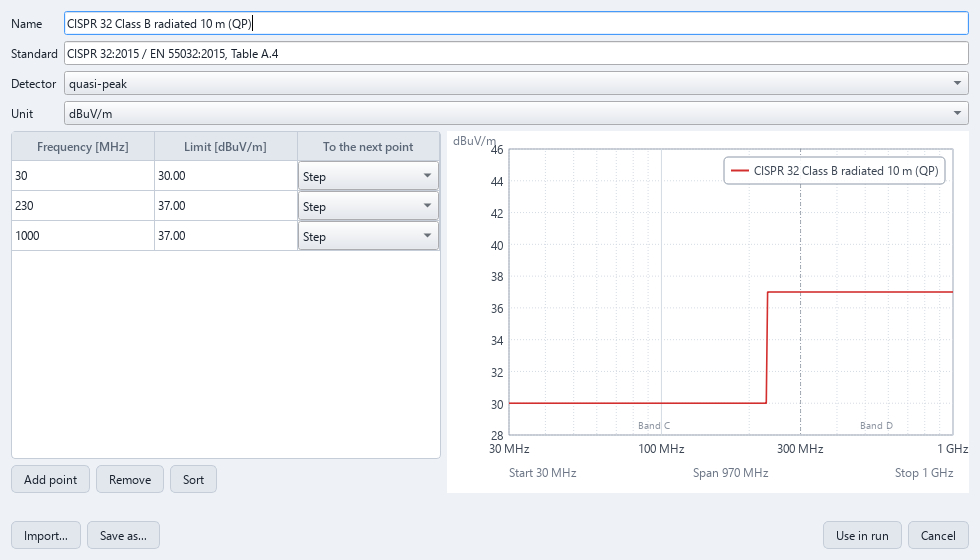 Name CISPR 32 Class B radiated 10 m (QP)
Standard CISPR 32:2015 / EN 55032:2015, Table A.4
Detector quasi-peak
Unit dBuV/m
Frequency [MHz] Limit [dBuV/m] To the next point
30 30.00 Step
230 37.00 Step
1000 37.00 Step
dBuV/m
46
44
42
40
38
36
34
32
30
28
CISPR 32 Class B radiated 10 m (QP)
Band C Band D
30 MHz 100 MHz 300 MHz 1 GHz
Start 30 MHz Span 970 MHz Stop 1 GHz
Add point Remove Sort
Import... Save as... Use in run Cancel